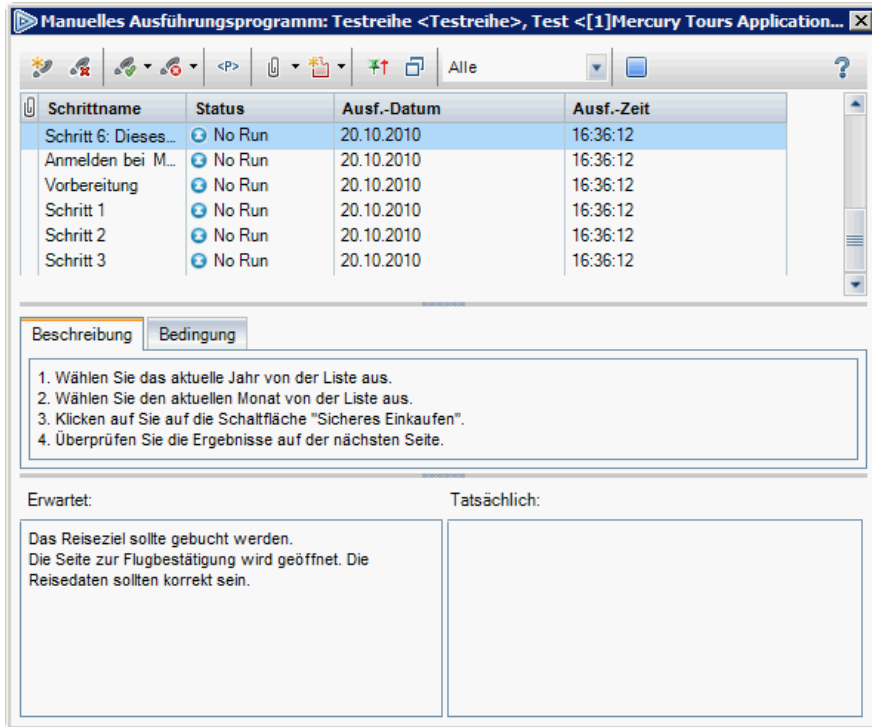 Manuelles Ausführungsprogramm: Testreihe <Testreihe>, Test <[1]Mercury Tours Application...
<P> Alle
Schrittname Status Ausf.-Datum Ausf.-Zeit
Schritt 6: Dieses... No Run 20.10.2010 16:36:12
Anmelden bei M... No Run 20.10.2010 16:36:12
Vorbereitung No Run 20.10.2010 16:36:12
Schritt 1 No Run 20.10.2010 16:36:12
Schritt 2 No Run 20.10.2010 16:36:12
Schritt 3 No Run 20.10.2010 16:36:12
Beschreibung Bedingung
1. Wählen Sie das aktuelle Jahr von der Liste aus.
2. Wählen Sie den aktuellen Monat von der Liste aus.
3. Klicken auf Sie auf die Schaltfläche "Sicheres Einkaufen".
4. Überprüfen Sie die Ergebnisse auf der nächsten Seite.
Erwartet: Tatsächlich:
Das Reiseziel sollte gebucht werden.
Die Seite zur Flugbestätigung wird geöffnet. Die
Reisedaten sollten korrekt sein.